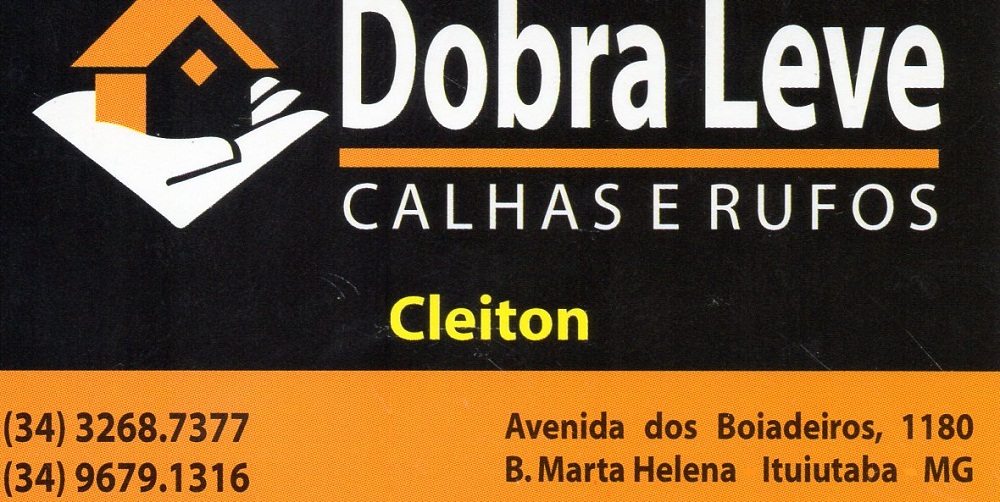 Dobra Leve
CALHAS E RUFOS
Cleiton
(34) 3268.7377
(34) 9679.1316
Avenida dos Boiadeiros, 1180
B. Marta Helena Ituiutaba MG